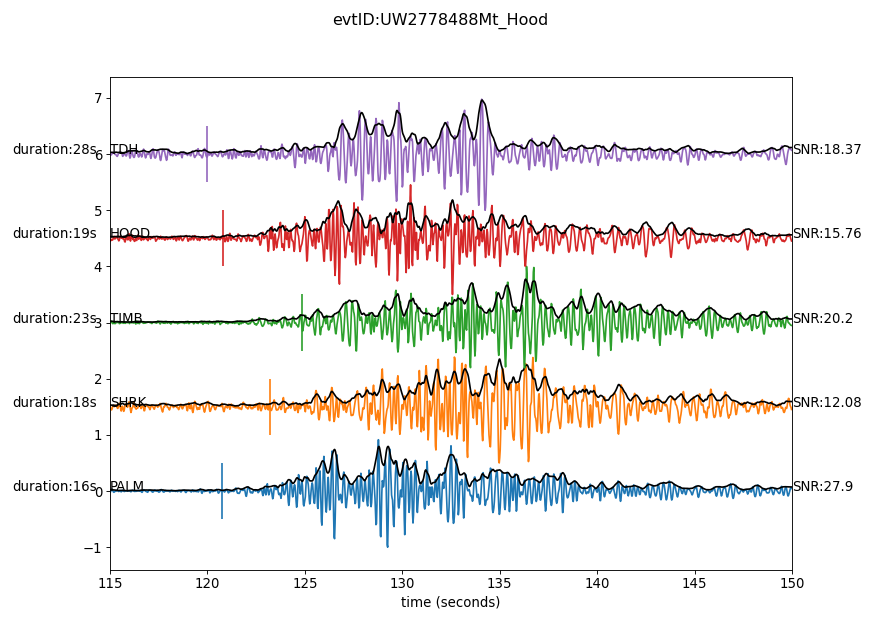 evtID:UW2778488Mt_Hood
7
duration:28s TDH SNR:18.37
6
5
duration:19s HOOD SNR:15.76
4
duration:23s TIMB SNR:20.2
3
2
duration:18s SHRK SNR:12.08
1
duration:16s PALM SNR:27.9
0
−1
115 120 125 130 135 140 145 150
time (seconds)